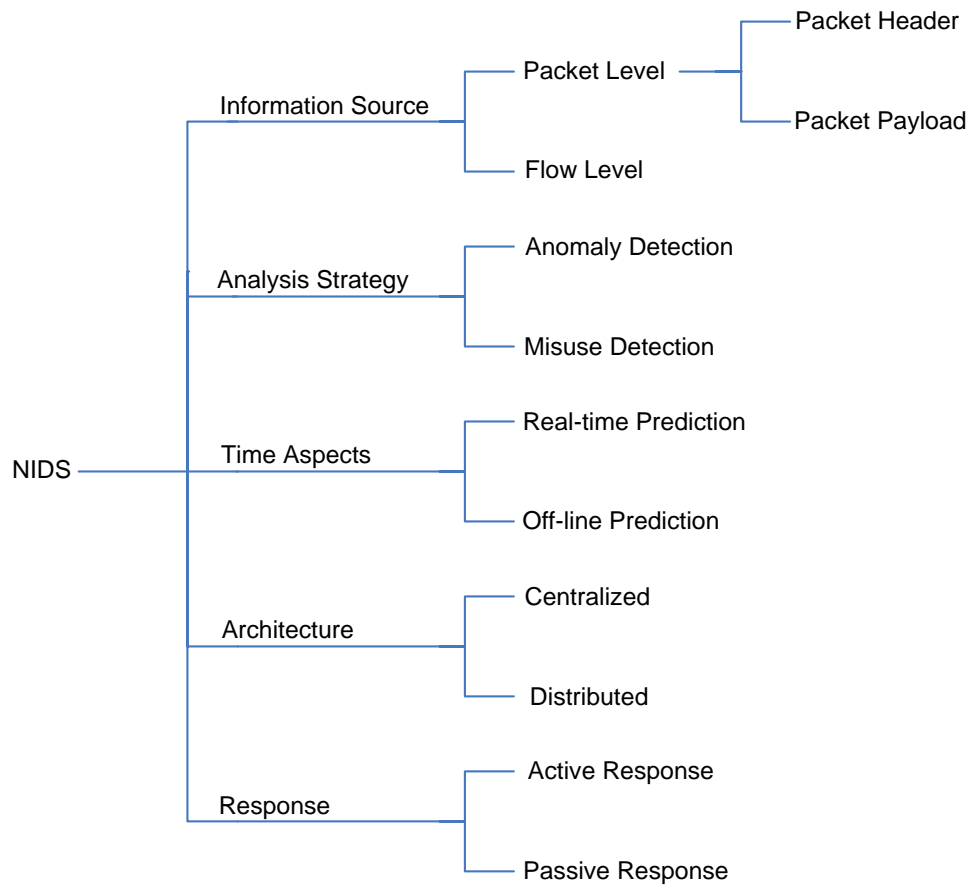 Packet Header
Packet Level
Information Source
Packet Payload
Flow Level
Anomaly Detection
Analysis Strategy
Misuse Detection
Real-time Prediction
Time Aspects
NIDS
Off-line Prediction
Centralized
Architecture
Distributed
Active Response
Response
Passive Response